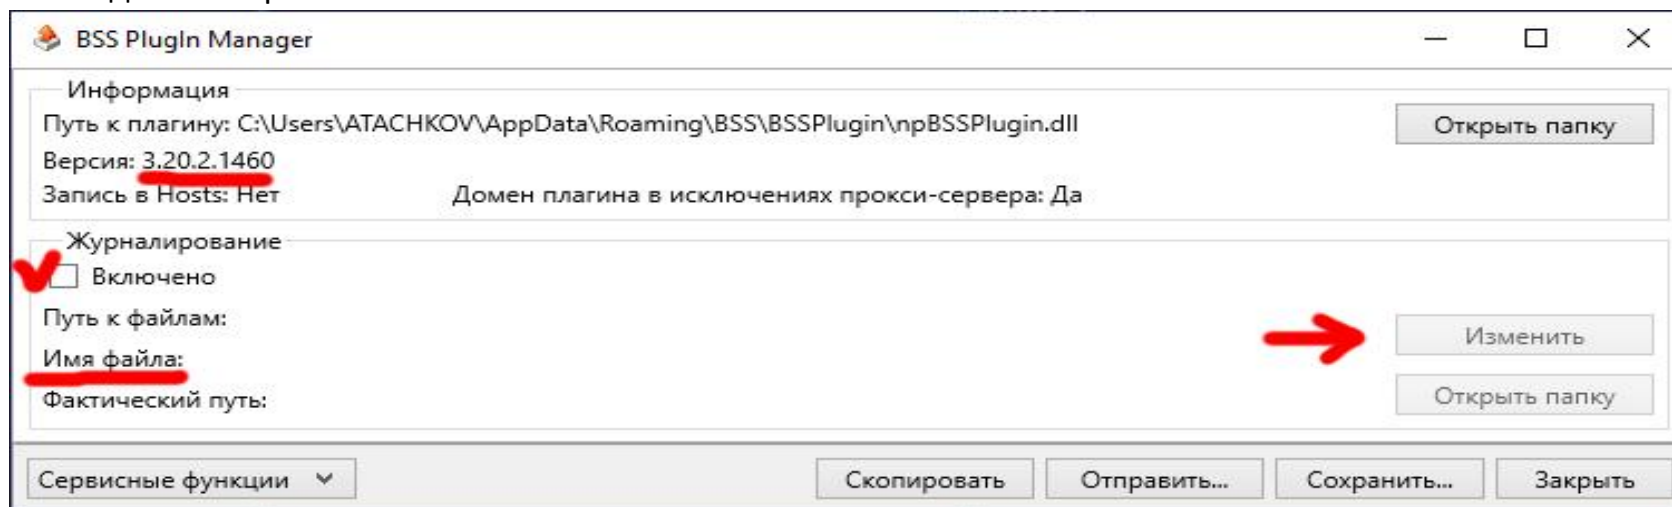 BSS PlugIn Manager
Информация
Путь к плагину: C:\Users\ATACHKOV\AppData\Roaming\BSS\BSSPlugin\npBSSPlugin.dll
Открыть папку
Версия: 3.20.2.1460
Запись в Hosts: Нет
Домен плагина в исключениях прокси-сервера: Да
Журналирование
Включено
Путь к файлам:
Изменить
Имя файла:
Фактический путь:
Открыть папку
Сервисные функции
Скопировать
Отправить...
Сохранить...
Закрыть